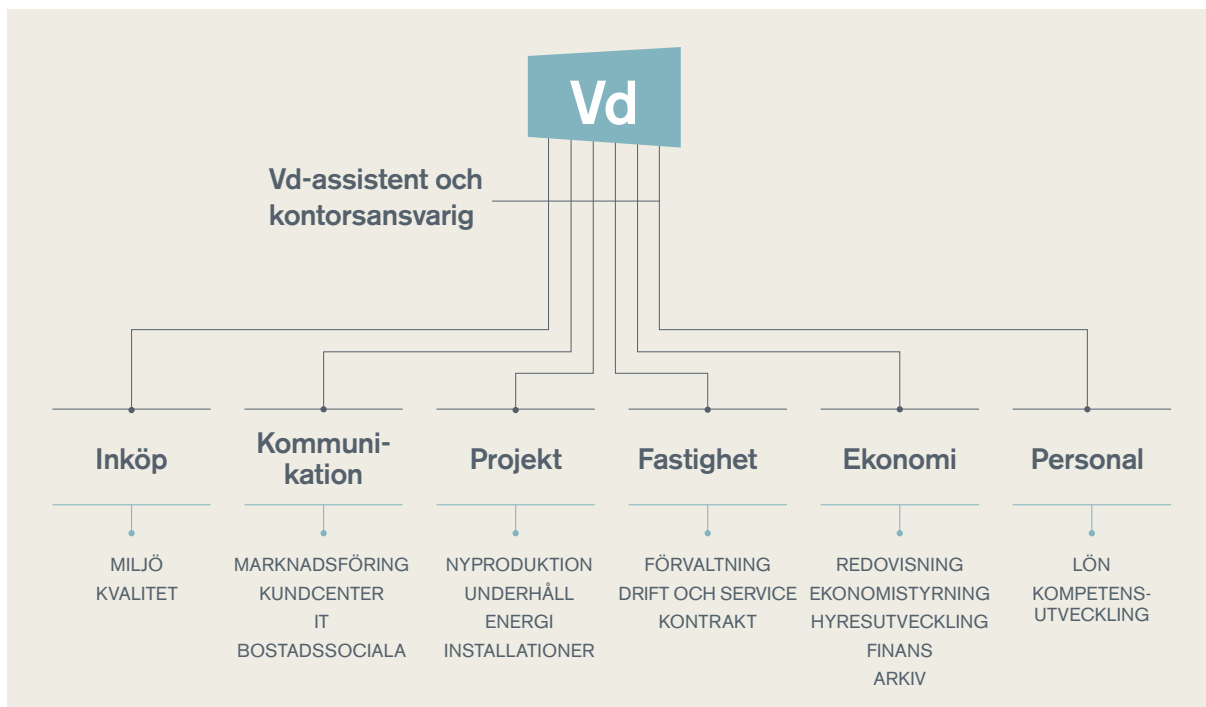 Vd
Vd-assistent och
kontorsansvarig
Inköp
MILJÖ
KVALITET
Kommuni-
kation
MARKNADSFÖRING
KUNDCENTER
IT
BOSTADSSOCIALA
Projekt
NYPRODUKTION
UNDERHÅLL
ENERGI
INSTALLATIONER
Fastighet
FÖRVALTNING
DRIFT OCH SERVICE
KONTRAKT
Ekonomi
REDOVISNING
EKONOMISTYRNING
HYRESUTVECKLING
FINANS
ARKIV
Personal
LÖN
KOMPETENS-
UTVECKLING